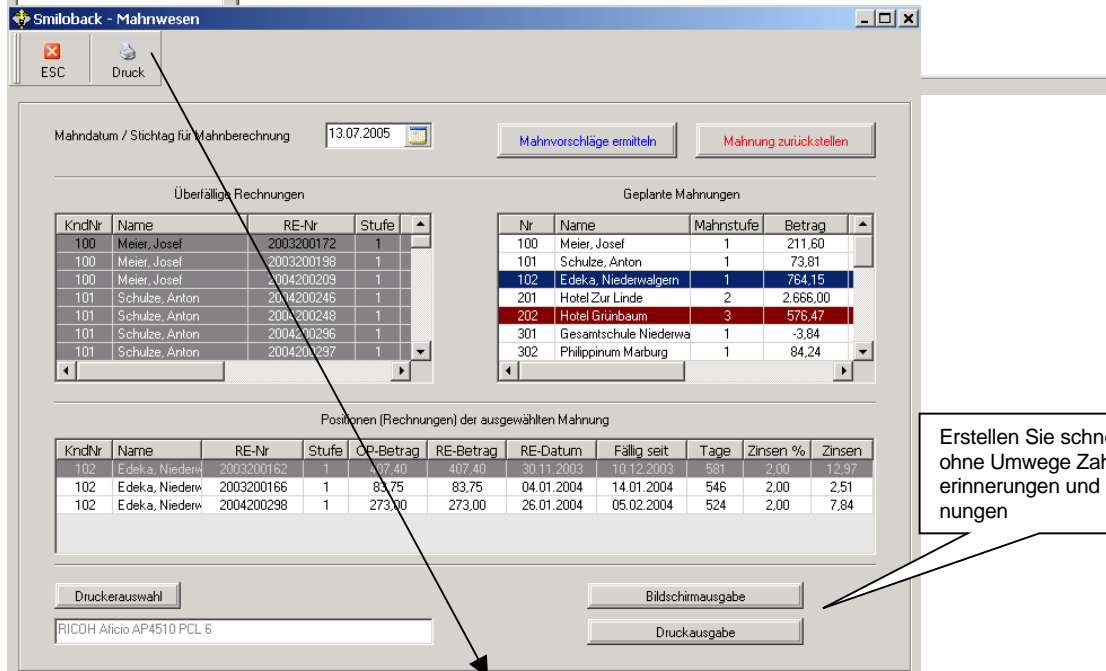 Smiloback - Mahnwesen
ESC Druck
Mahndatum / Stichtag für Mahnberechnung 13.07.2005 Mahnvorschläge ermitteln Mahnung zurückstellen
Überfällige Rechnungen
KndNr Name RE-Nr Stufe
100 Meier, Josef 2003200172 1
100 Meier, Josef 2003200198 1
100 Meier, Josef 2004200209 1
101 Schulze, Anton 2004200246 1
101 Schulze, Anton 2004200248 1
101 Schulze, Anton 2004200296 1
101 Schulze, Anton 2004200297 1
Geplante Mahnungen
Nr Name Mahnstufe Betrag
100 Meier, Josef 1 211,60
101 Schulze, Anton 1 73,81
102 Edeka, Niederwalgern 1 764,15
201 Hotel Zur Linde 2 2.666,00
202 Hotel Grünbaum 3 576,47
301 Gesamtschule Niederwa 1 -3,84
302 Philippinum Marburg 1 84,24
Positionen (Rechnungen) der ausgewählten Mahnung
KndNr Name RE-Nr Stufe OP-Betrag RE-Betrag RE-Datum Fällig seit Tage Zinsen % Zinsen
102 Edeka, Niederw 2003200162 1 407,40 407,40 30.11.2003 10.12.2003 581 2,00 12,97
102 Edeka, Niederw 2003200166 1 83,75 83,75 04.01.2004 14.01.2004 546 2,00 2,51
102 Edeka, Niederw 2004200298 1 273,00 273,00 26.01.2004 05.02.2004 524 2,00 7,84
Erstellen Sie schne
ohne Umwege Zah
erinnerungen und
nungen
Druckerauswahl Bildschirmausgabe
RICOH Aficio AP4510 PCL 6 Druckausgabe